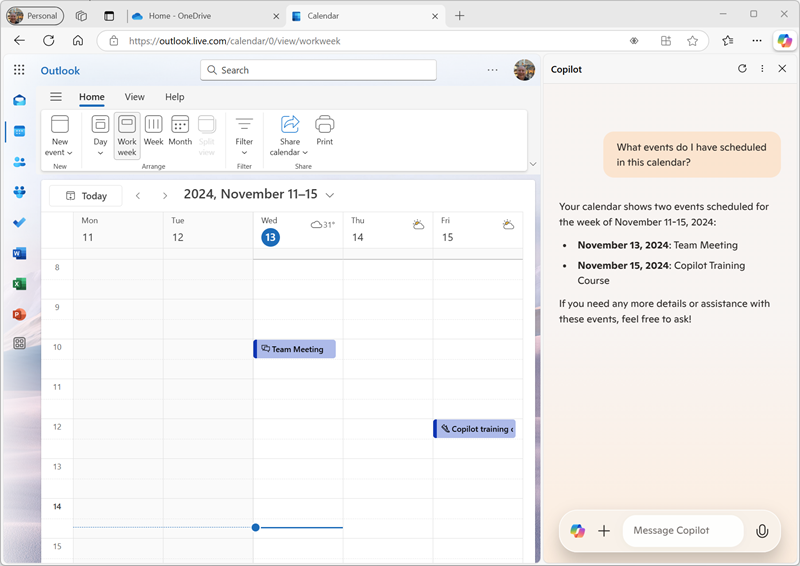 Personal
Home - OneDrive
Calendar
https://outlook.live.com/calendar/0/view/workweek
Outlook
Search
Copilot
Home View Help
New event
Day
Work week
Week
Month
Split view
Filter
Share calendar
Print
New
Arrange
Filter
Share
Today
2024, November 11–15
Mon
11
Tue
12
Wed
13
31°
Thu
14
Fri
15
8
9
10
Team Meeting
11
12
Copilot training c
13
14
15
What events do I have scheduled
in this calendar?
Your calendar shows two events scheduled for
the week of November 11-15, 2024:
• November 13, 2024: Team Meeting
• November 15, 2024: Copilot Training
Course
If you need any more details or assistance with
these events, feel free to ask!
Message Copilot